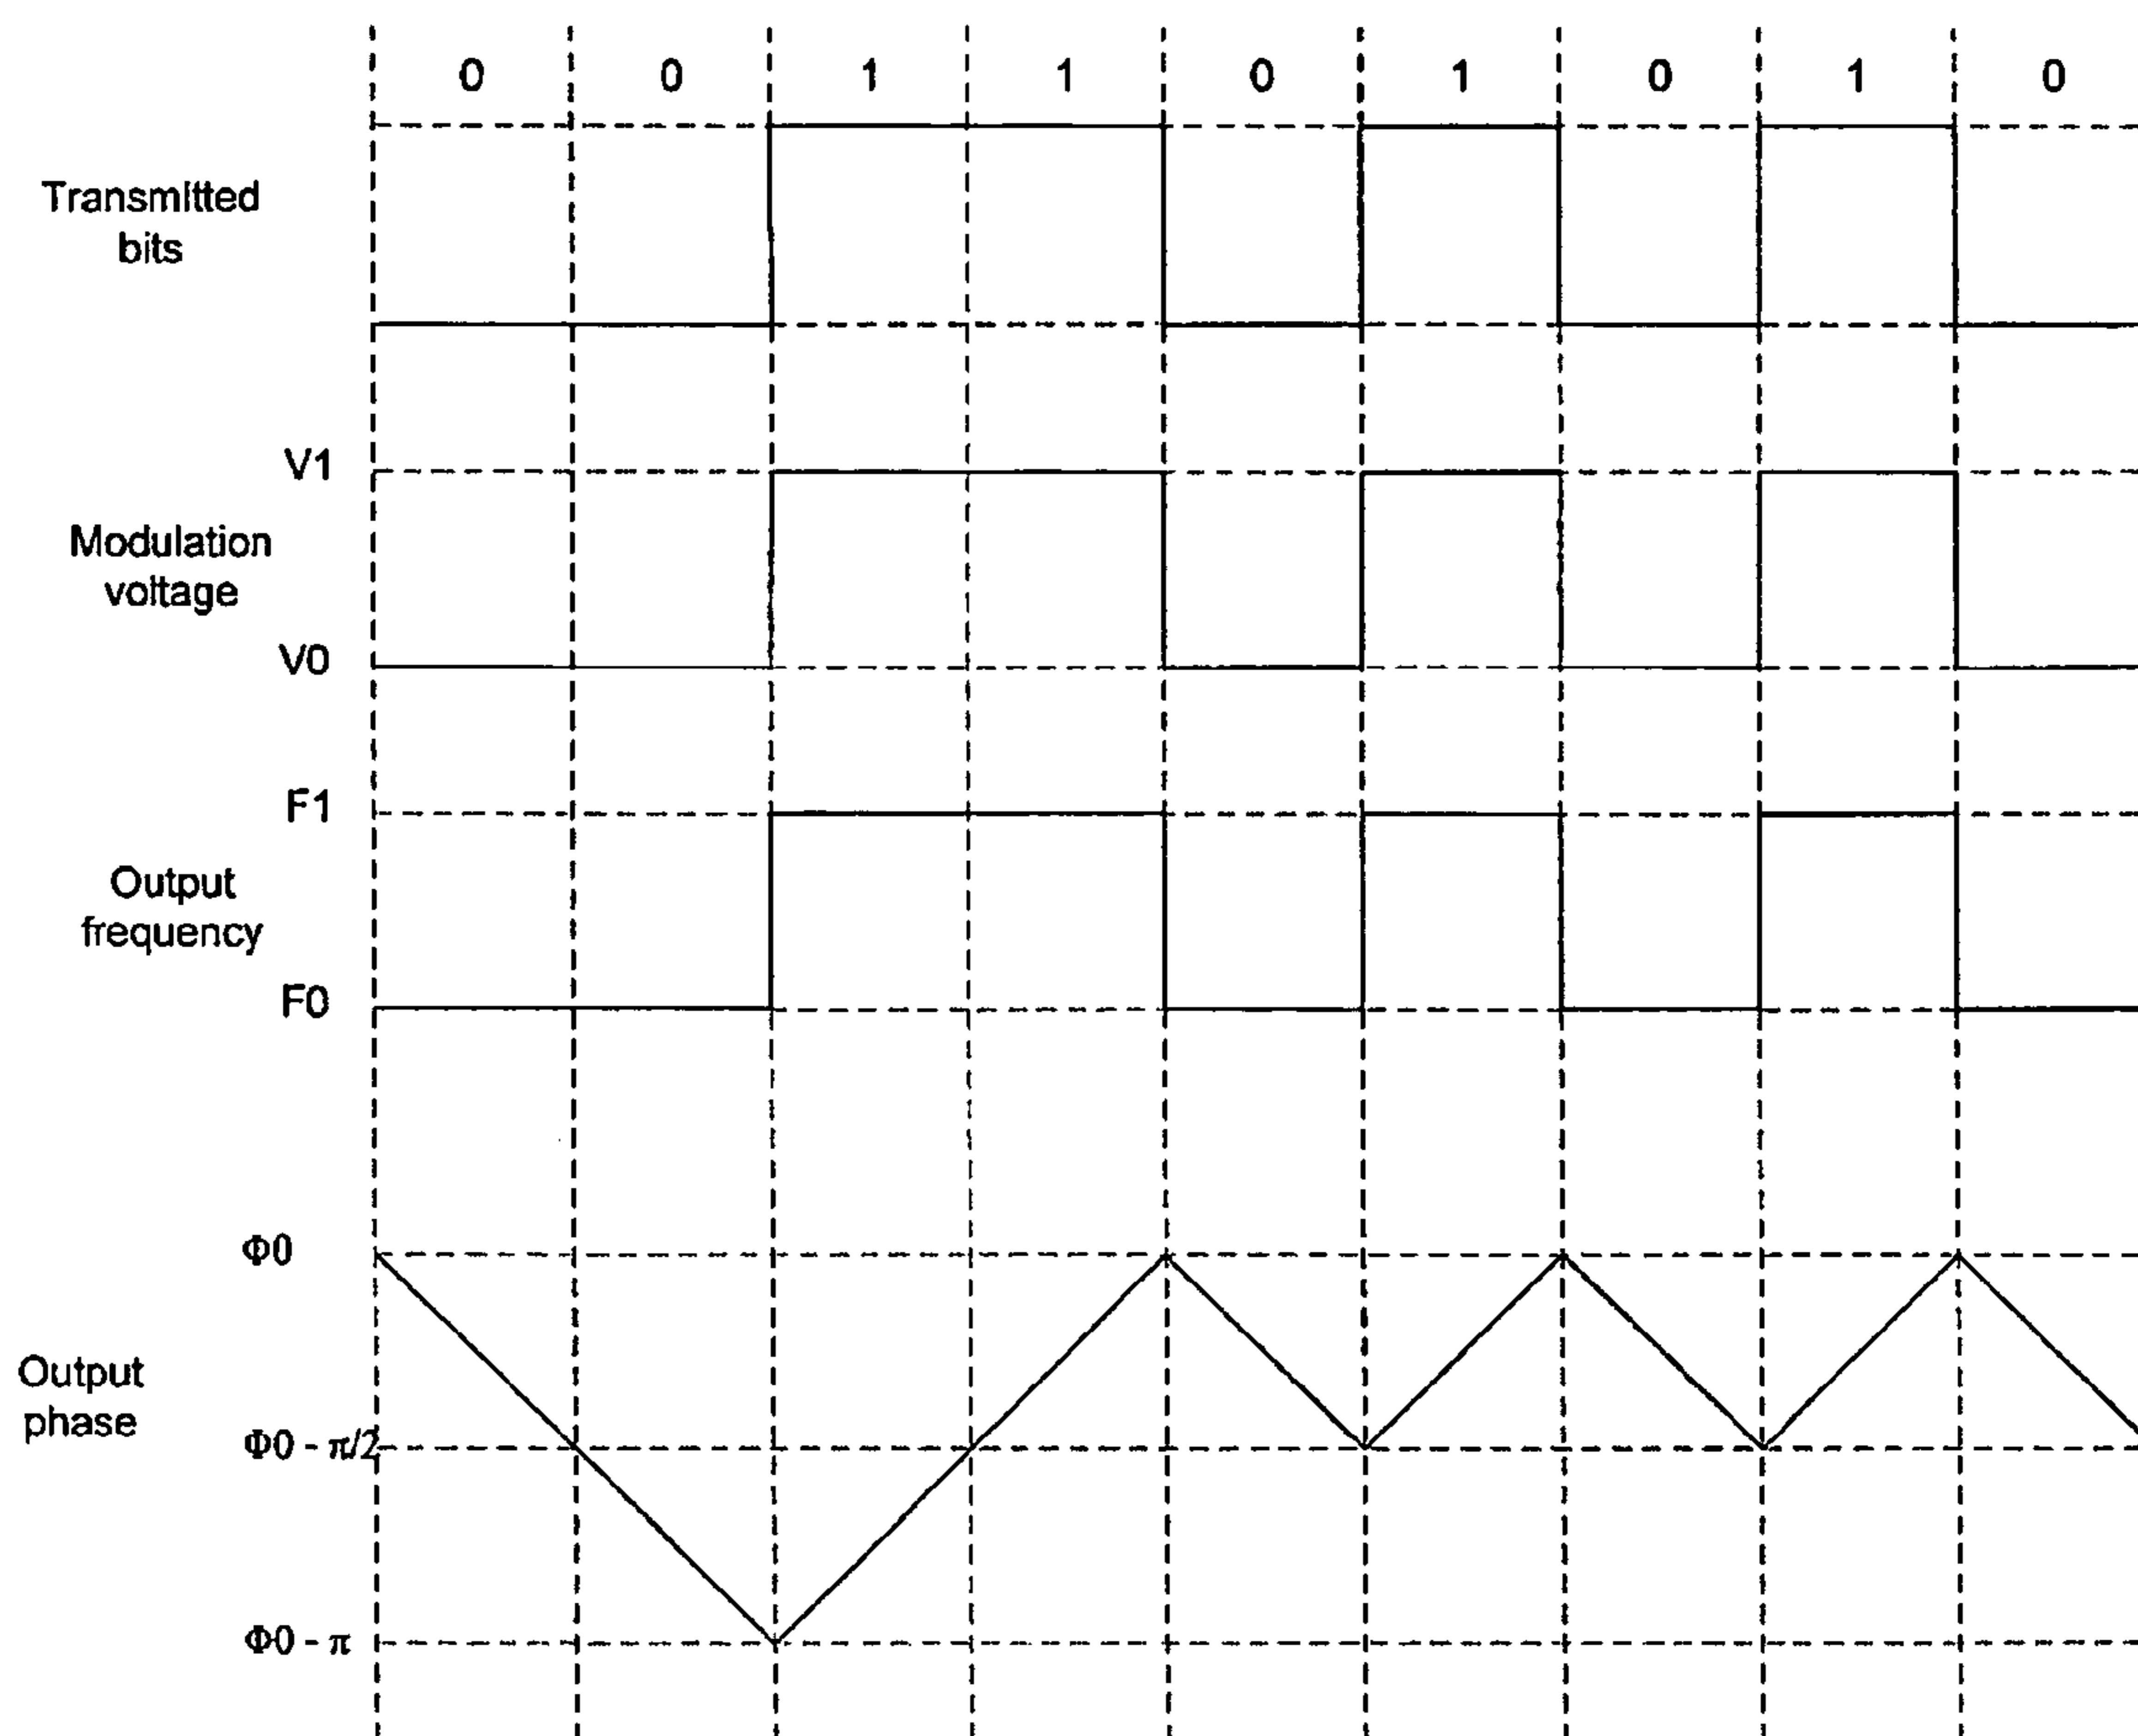 0 0 1 1 0 1 0 1 0
Transmitted
bits
V1
Modulation
voltage
V0
F1
Output
frequency
F0
Φ0
Output
phase
Φ0 - π/2
Φ0 - π